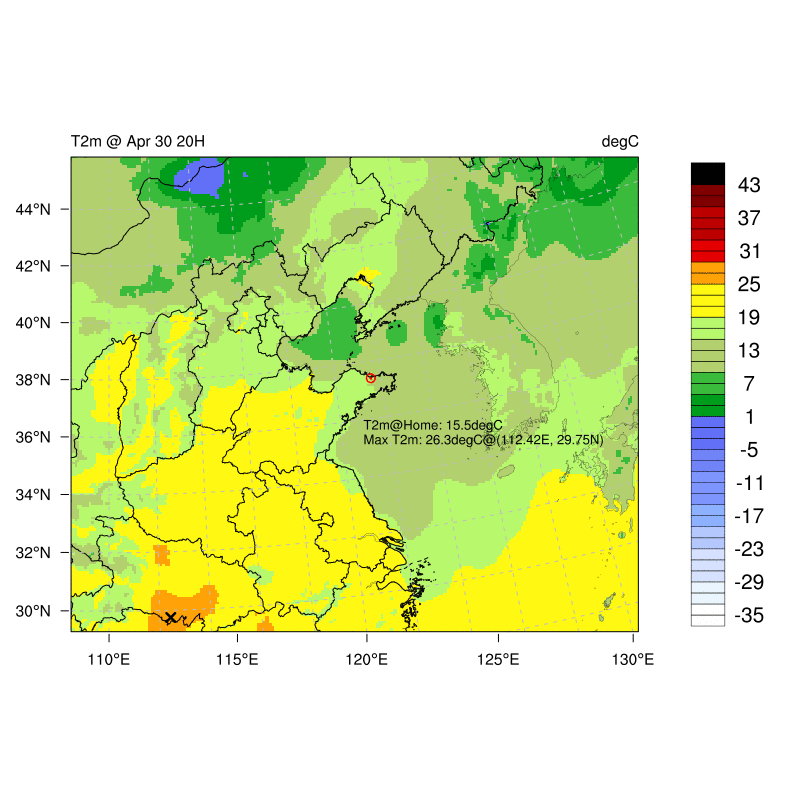 T2m @ Apr 30 20H degC
43
44°N
37
31
42°N
25
40°N
19
13
38°N
7
T2m@Home: 15.5degC
1
36°N
Max T2m: 26.3degC@(112.42E, 29.75N)
-5
-11
34°N
-17
32°N
-23
-29
30°N
-35
110°E 115°E 120°E 125°E 130°E